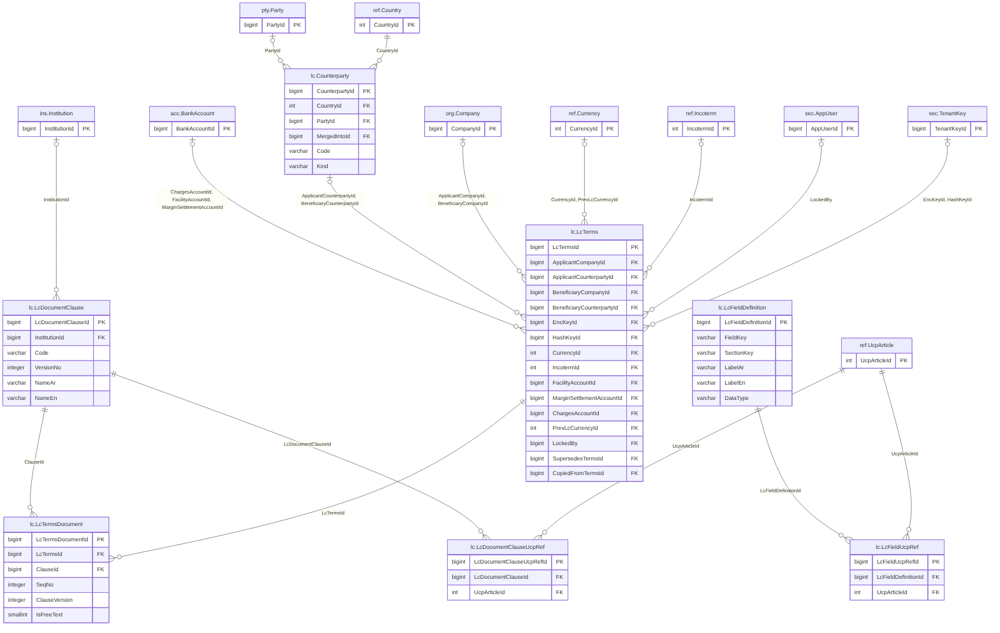 pty.Party
bigint PartyId PK
ref.Country
int CountryId PK
PartyId
CountryId
lc.Counterparty
bigint CounterpartyId PK
int CountryId FK
bigint PartyId FK
bigint MergedIntoId FK
varchar Code
varchar Kind
ins.Institution
bigint InstitutionId PK
acc.BankAccount
bigint BankAccountId PK
org.Company
bigint CompanyId PK
ref.Currency
int CurrencyId PK
ref.Incoterm
int IncotermId PK
sec.AppUser
bigint AppUserId PK
sec.TenantKey
bigint TenantKeyId PK
InstitutionId
ChargesAccountId,
FacilityAccountId,
MarginSettlementAccountId
ApplicantCounterpartyId,
BeneficiaryCounterpartyId
ApplicantCompanyId,
BeneficiaryCompanyId
CurrencyId, PrevLcCurrencyId
IncotermId
LockedBy
EncKeyId, HashKeyId
lc.LcTerms
bigint LcTermsId PK
bigint ApplicantCompanyId FK
bigint ApplicantCounterpartyId FK
bigint BeneficiaryCompanyId FK
bigint BeneficiaryCounterpartyId FK
bigint EncKeyId FK
bigint HashKeyId FK
int CurrencyId FK
int IncotermId FK
bigint FacilityAccountId FK
bigint MarginSettlementAccountId FK
bigint ChargesAccountId FK
int PrevLcCurrencyId FK
bigint LockedBy FK
bigint SupersedesTermsId FK
bigint CopiedFromTermsId FK
lc.LcDocumentClause
bigint LcDocumentClauseId PK
bigint InstitutionId FK
varchar Code
integer VersionNo
varchar NameAr
varchar NameEn
lc.LcFieldDefinition
bigint LcFieldDefinitionId PK
varchar FieldKey
varchar SectionKey
varchar LabelAr
varchar LabelEn
varchar DataType
ref.UcpArticle
int UcpArticleId PK
ClauseId
LcDocumentClauseId
LcTermsId
UcpArticleId
LcFieldDefinitionId
UcpArticleId
lc.LcTermsDocument
bigint LcTermsDocumentId PK
bigint LcTermsId FK
bigint ClauseId FK
integer SeqNo
integer ClauseVersion
smallint IsFreeText
lc.LcDocumentClauseUcpRef
bigint LcDocumentClauseUcpRefId PK
bigint LcDocumentClauseId FK
int UcpArticleId FK
lc.LcFieldUcpRef
bigint LcFieldUcpRefId PK
bigint LcFieldDefinitionId FK
int UcpArticleId FK